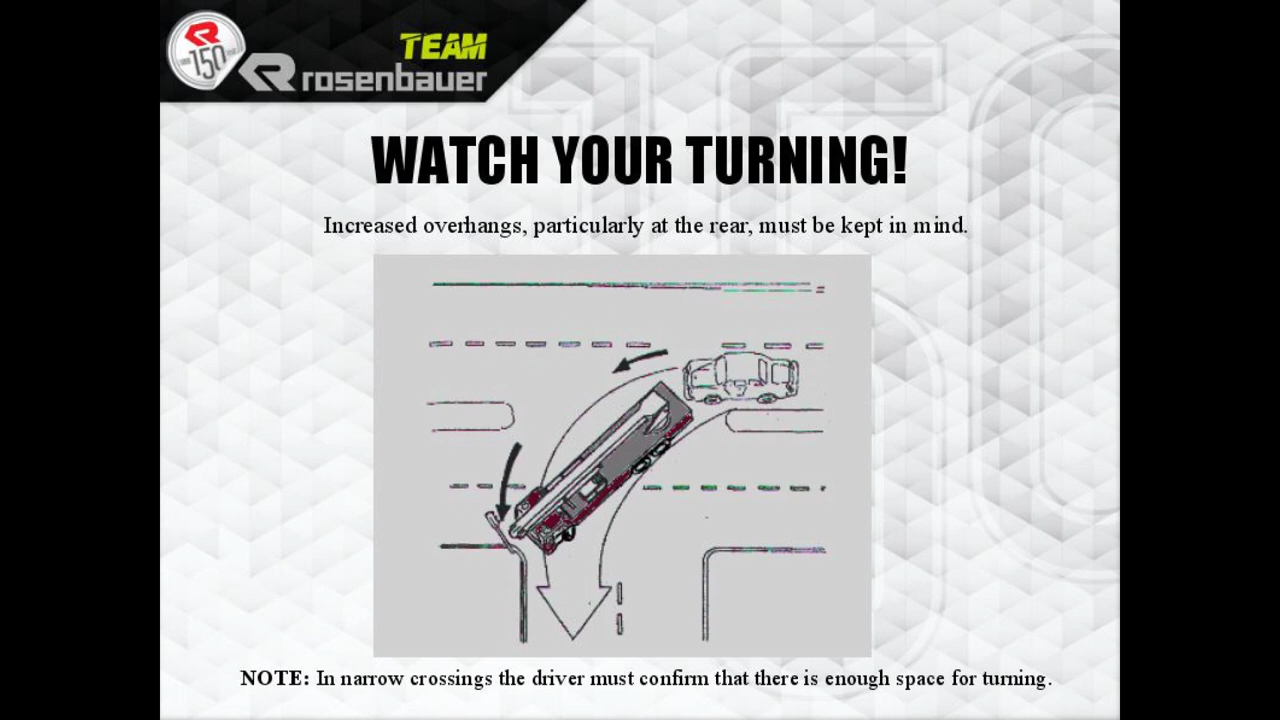 150
TEAM
rosenbauer
WATCH YOUR TURNING!
Increased overhangs, particularly at the rear, must be kept in mind.
NOTE: In narrow crossings the driver must confirm that there is enough space for turning.